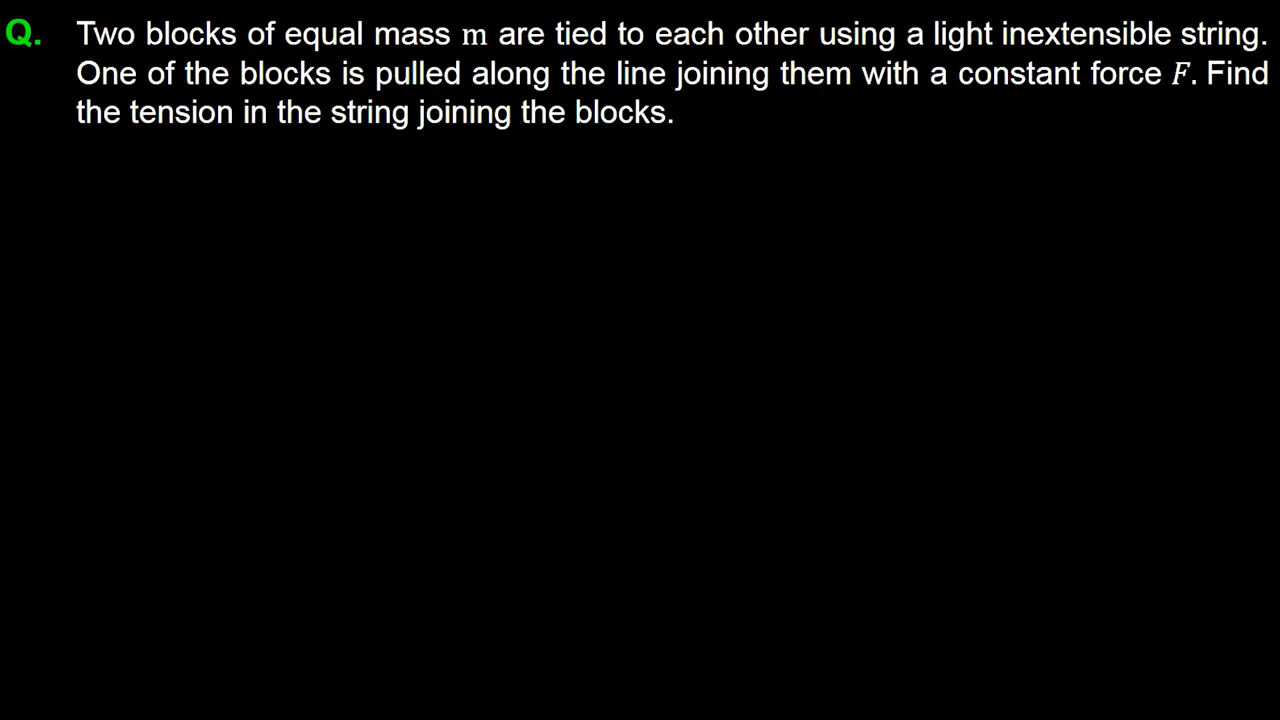 Q. Two blocks of equal mass m are tied to each other using a light inextensible string.
One of the blocks is pulled along the line joining them with a constant force F. Find
the tension in the string joining the blocks.